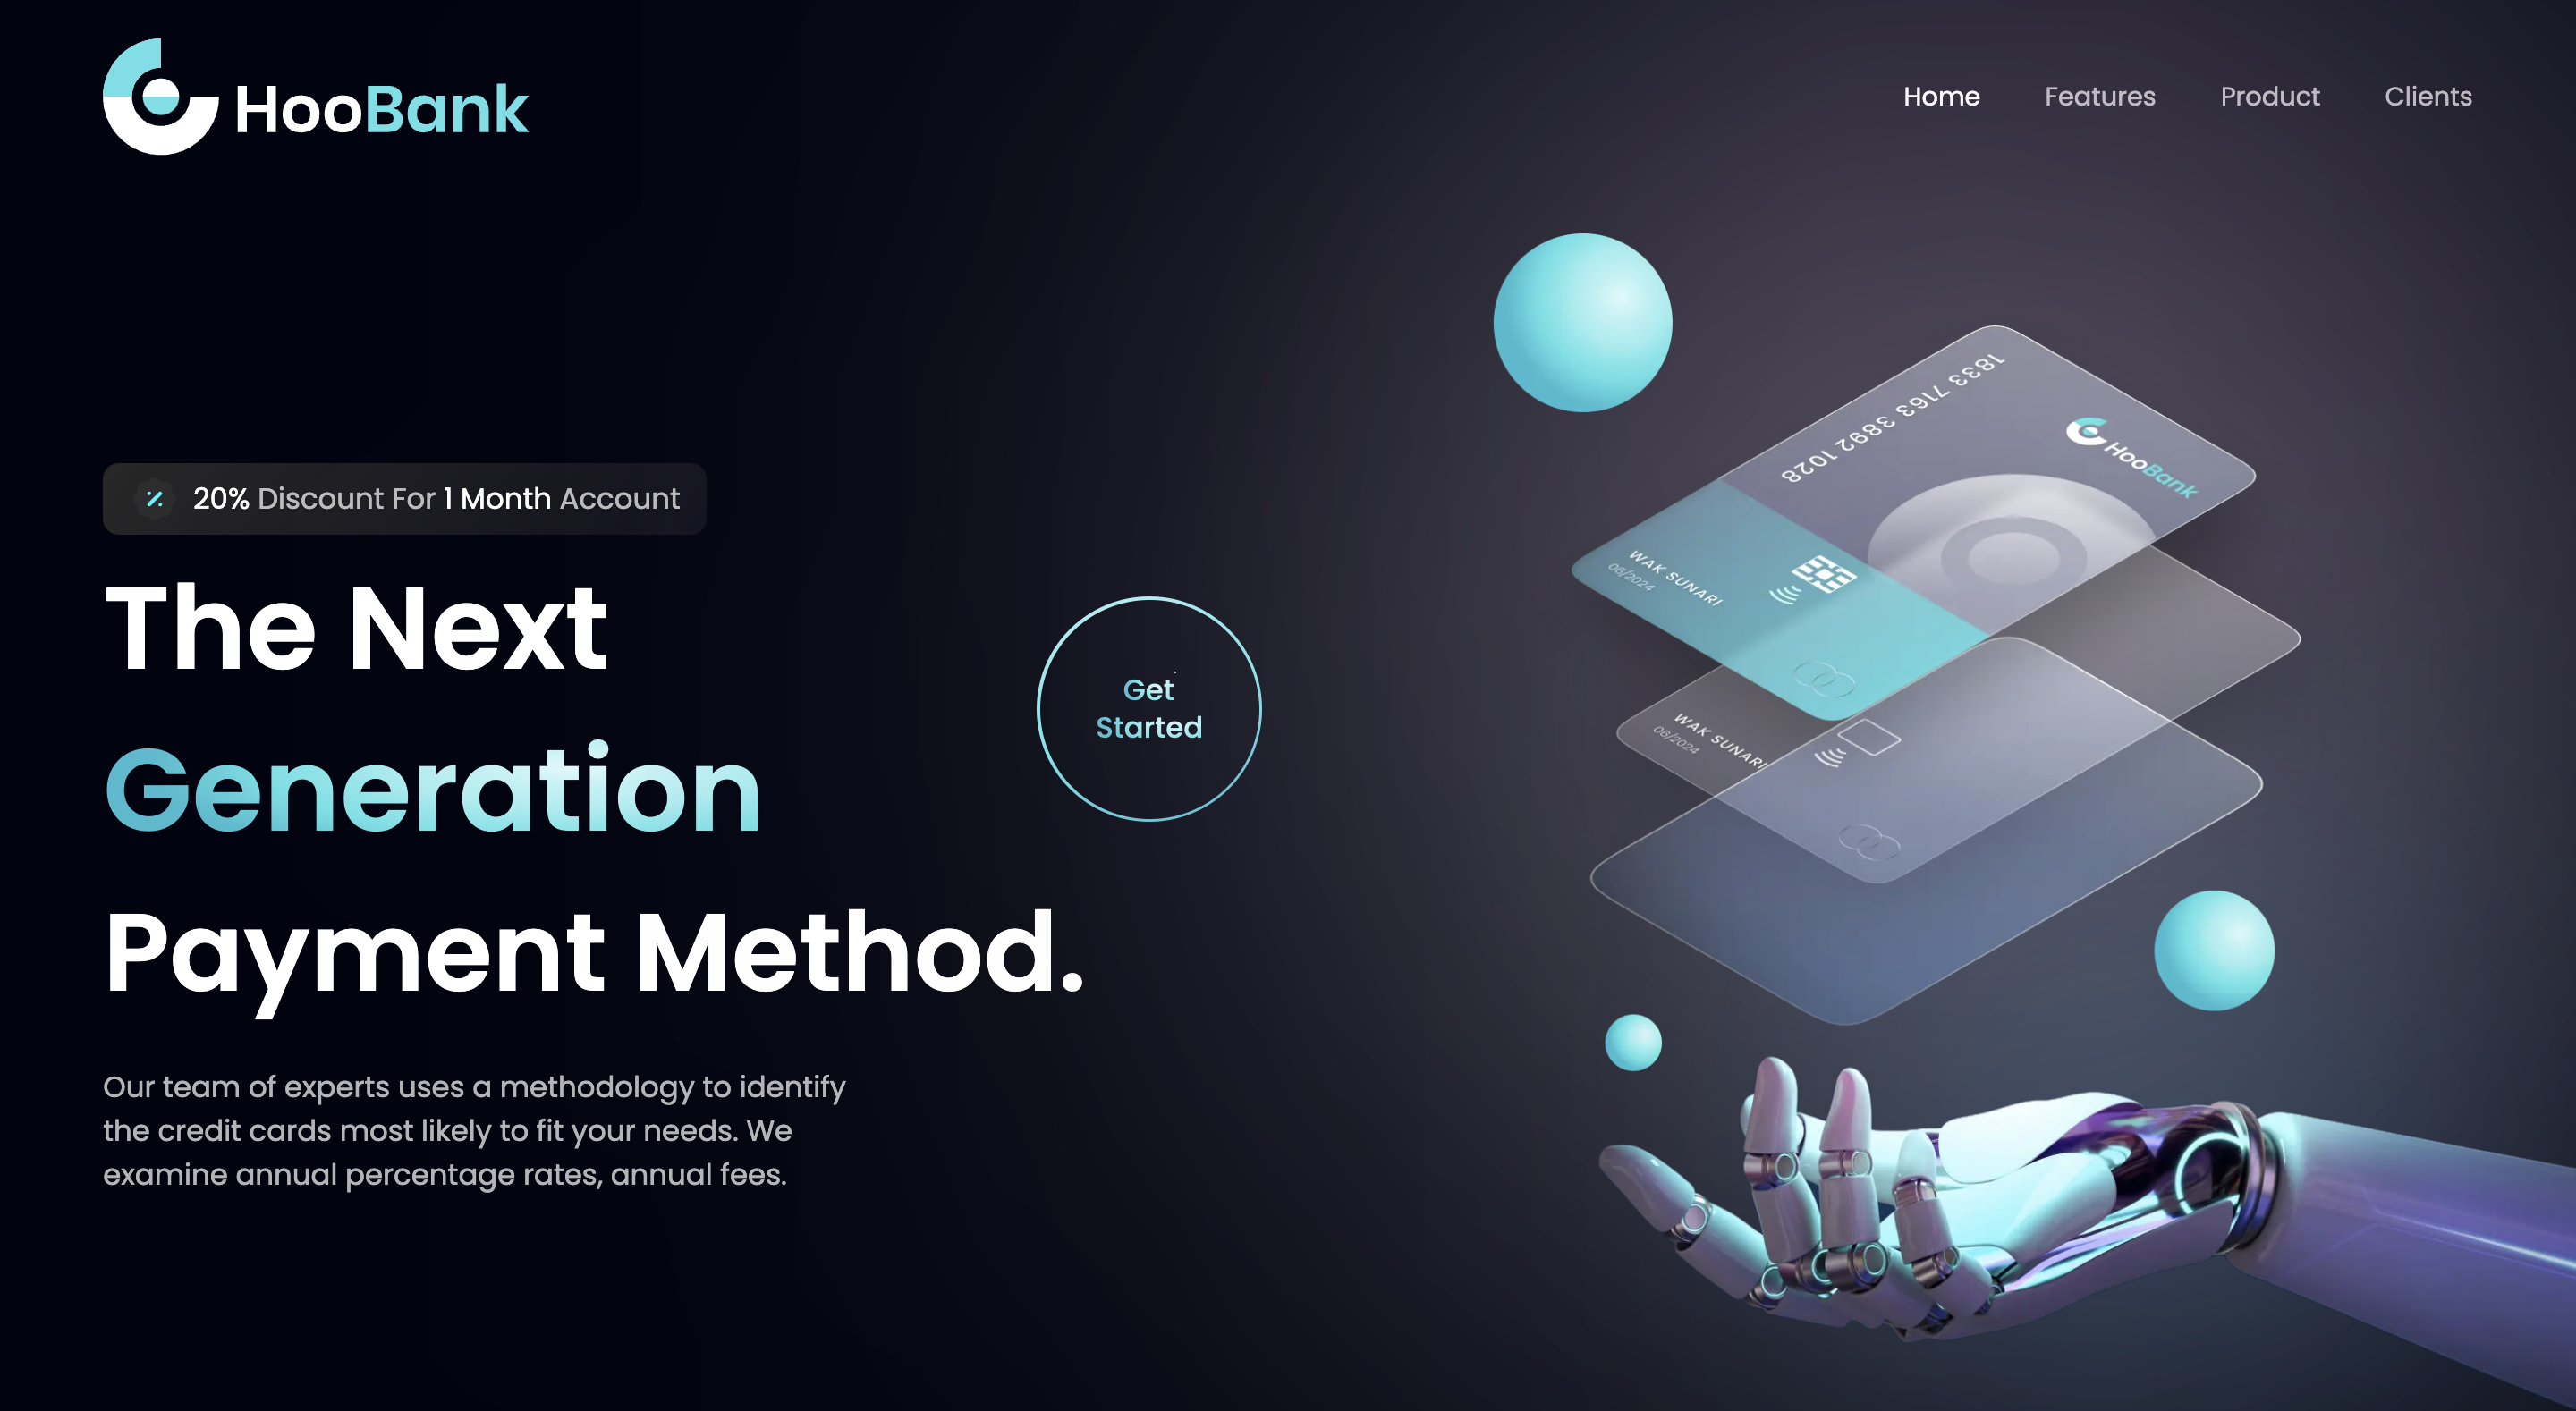 HooBank
Home Features Product Clients
20% Discount For 1 Month Account
The Next
Generation
Payment Method.
Get
Started
Our team of experts uses a methodology to identify
the credit cards most likely to fit your needs. We
examine annual percentage rates, annual fees.
1833 7163 3892 1028
HooBank
WAK SUNARI
06/2024
WAK SUNARI
06/2024